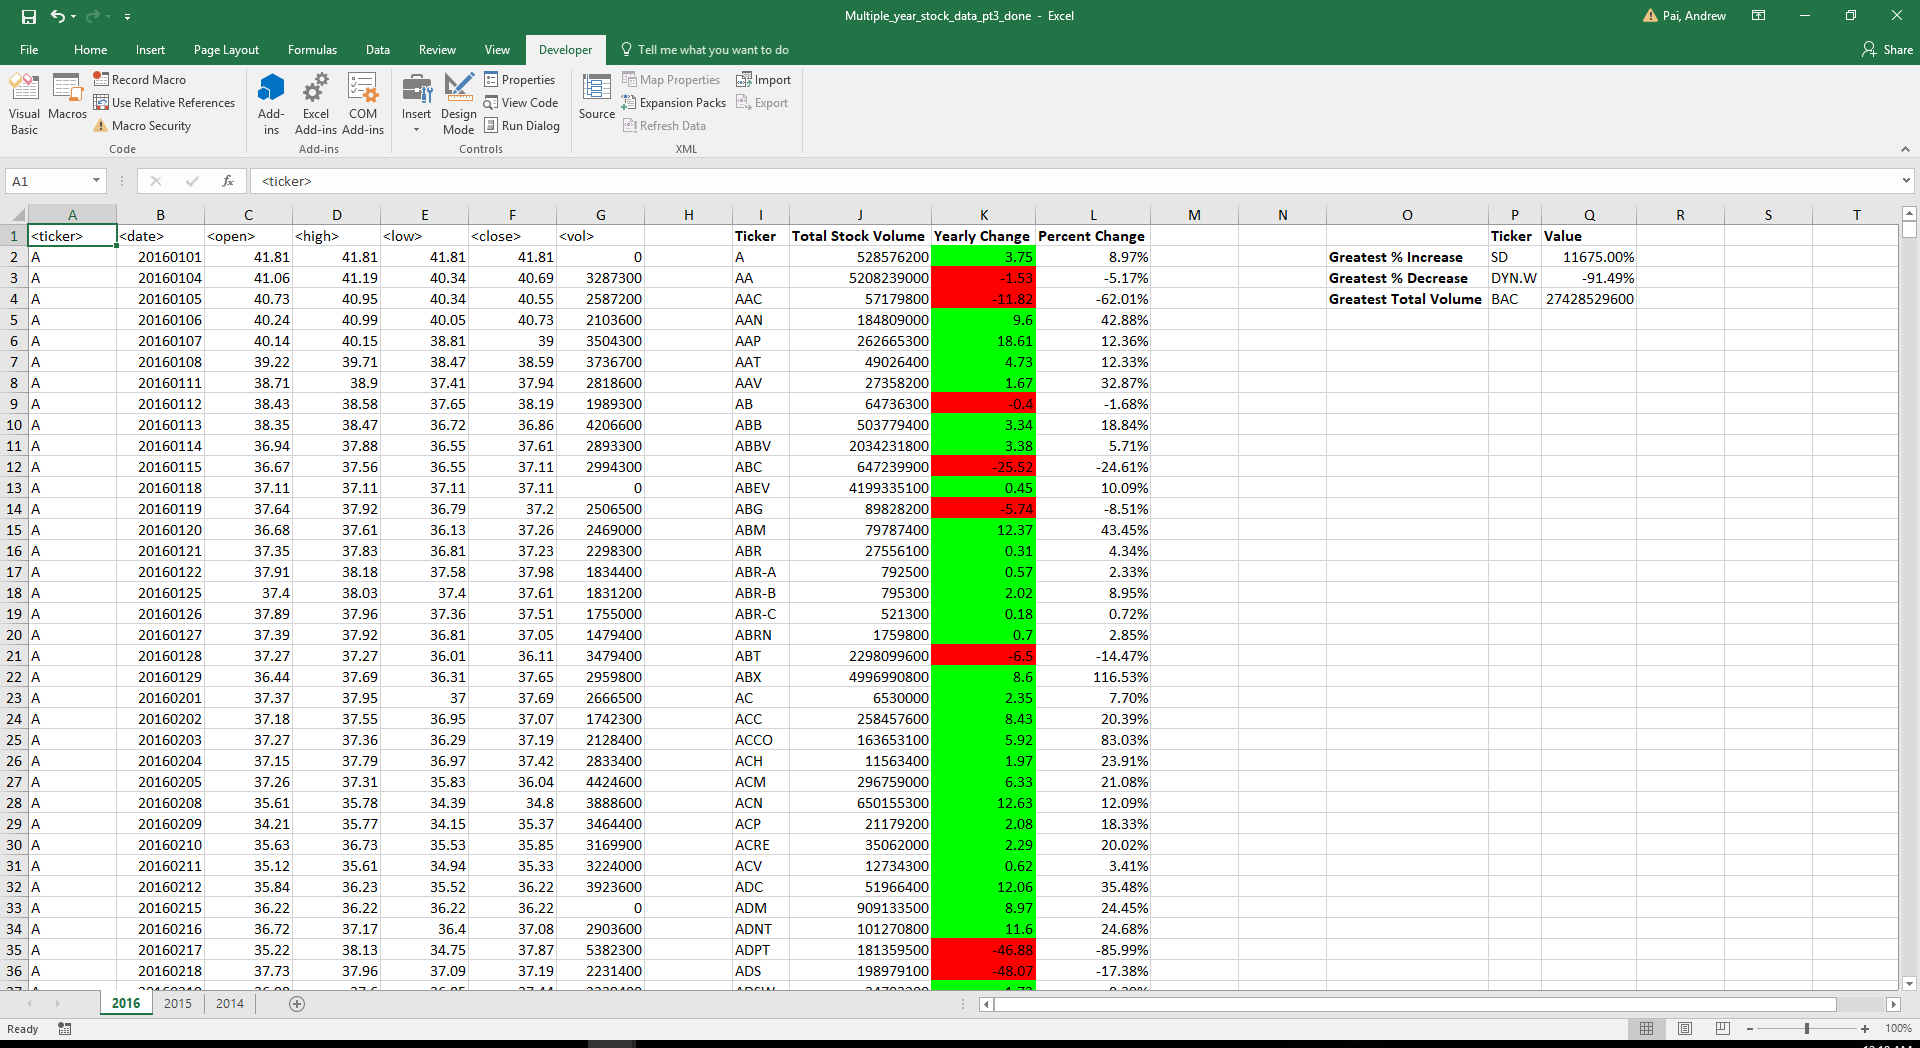 Multiple_year_stock_data_pt3_done - Excel
Pai, Andrew
File Home Insert Page Layout Formulas Data Review View Developer Tell me what you want to do Share
Visual Basic
Macros
Record Macro
Use Relative References
Macro Security
Code
Add-ins
Excel Add-ins
COM Add-ins
Add-ins
Insert
Design Mode
Properties
View Code
Run Dialog
Controls
Source
Map Properties
Expansion Packs
Refresh Data
Import
Export
XML
A1 fx <ticker>
A B C D E F G H I J K L M N O P Q R S T
1 <ticker> <date> <open> <high> <low> <close> <vol> Ticker Total Stock Volume Yearly Change Percent Change Ticker Value
2 A 20160101 41.81 41.81 41.81 41.81 0 A 528576200 3.75 8.97% Greatest % Increase SD 11675.00%
3 A 20160104 41.06 41.19 40.34 40.69 3287300 AA 5208239000 -1.53 -5.17% Greatest % Decrease DYN.W -91.49%
4 A 20160105 40.73 40.95 40.34 40.55 2587200 AAC 57179800 -11.82 -62.01% Greatest Total Volume BAC 27428529600
5 A 20160106 40.24 40.99 40.05 40.73 2103600 AAN 184809000 9.6 42.88%
6 A 20160107 40.14 40.15 38.81 39 3504300 AAP 262665300 18.61 12.36%
7 A 20160108 39.22 39.71 38.47 38.59 3736700 AAT 49026400 4.73 12.33%
8 A 20160111 38.71 38.9 37.41 37.94 2818600 AAV 27358200 1.67 32.87%
9 A 20160112 38.43 38.58 37.65 38.19 1989300 AB 64736300 -0.4 -1.68%
10 A 20160113 38.35 38.47 36.72 36.86 4206600 ABB 503779400 3.34 18.84%
11 A 20160114 36.94 37.88 36.55 37.61 2893300 ABBV 2034231800 3.38 5.71%
12 A 20160115 36.67 37.56 36.55 37.11 2994300 ABC 647239900 -25.52 -24.61%
13 A 20160118 37.11 37.11 37.11 37.11 0 ABEV 4199335100 0.45 10.09%
14 A 20160119 37.64 37.92 36.79 37.2 2506500 ABG 89828200 -5.74 -8.51%
15 A 20160120 36.68 37.61 36.13 37.26 2469000 ABM 79787400 12.37 43.45%
16 A 20160121 37.35 37.83 36.81 37.23 2298300 ABR 27556100 0.31 4.34%
17 A 20160122 37.91 38.18 37.58 37.98 1834400 ABR-A 792500 0.57 2.33%
18 A 20160125 37.4 38.03 37.4 37.61 1831200 ABR-B 795300 2.02 8.95%
19 A 20160126 37.89 37.96 37.36 37.51 1755000 ABR-C 521300 0.18 0.72%
20 A 20160127 37.39 37.92 36.81 37.05 1479400 ABRN 1759800 0.7 2.85%
21 A 20160128 37.27 37.27 36.01 36.11 3479400 ABT 2298099600 -6.5 -14.47%
22 A 20160129 36.44 37.69 36.31 37.65 2959800 ABX 4996990800 8.6 116.53%
23 A 20160201 37.37 37.95 37 37.69 2666500 AC 6530000 2.35 7.70%
24 A 20160202 37.18 37.55 36.95 37.07 1742300 ACC 258457600 8.43 20.39%
25 A 20160203 37.27 37.36 36.29 37.19 2128400 ACCO 163653100 5.92 83.03%
26 A 20160204 37.15 37.79 36.97 37.42 2833400 ACH 11563400 1.97 23.91%
27 A 20160205 37.26 37.31 35.83 36.04 4424600 ACM 296759000 6.33 21.08%
28 A 20160208 35.61 35.78 34.39 34.8 3888600 ACN 650155300 12.63 12.09%
29 A 20160209 34.21 35.77 34.15 35.37 3464400 ACP 21179200 2.08 18.33%
30 A 20160210 35.63 36.73 35.53 35.85 3169900 ACRE 35062000 2.29 20.02%
31 A 20160211 35.12 35.61 34.94 35.33 3224000 ACV 12734300 0.62 3.41%
32 A 20160212 35.84 36.23 35.52 36.22 3923600 ADC 51966400 12.06 35.48%
33 A 20160215 36.22 36.22 36.22 36.22 0 ADM 909133500 8.97 24.45%
34 A 20160216 36.72 37.17 36.4 37.08 2903600 ADNT 101270800 11.6 24.68%
35 A 20160217 35.22 38.13 34.75 37.87 5382300 ADPT 181359500 -46.88 -85.99%
36 A 20160218 37.73 37.96 37.09 37.19 2231400 ADS 198979100 -48.07 -17.38%
2016 2015 2014
Ready
100%